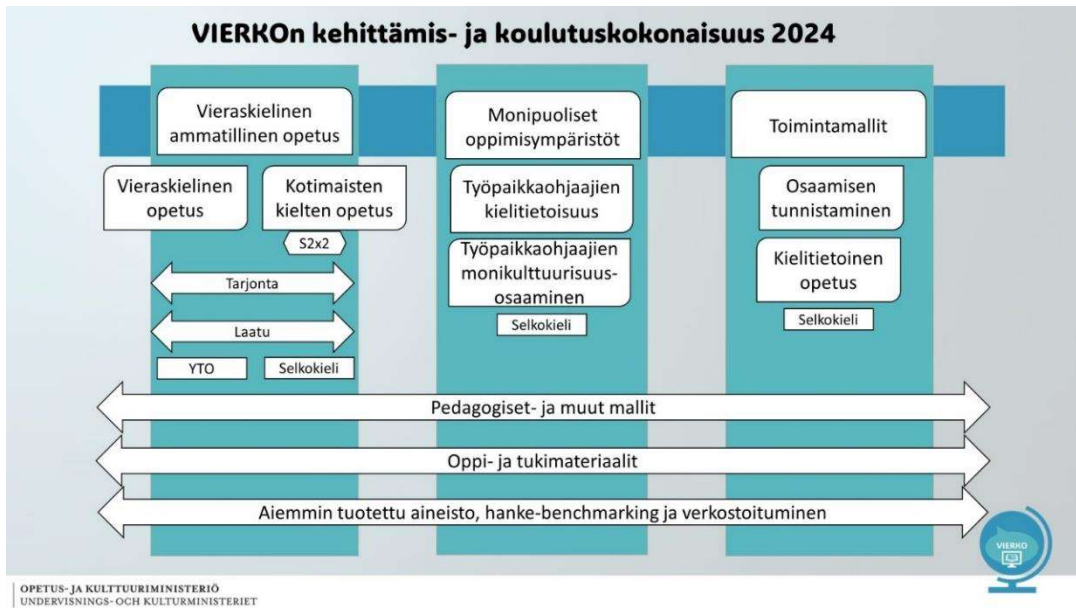 VIERKOn kehittämis- ja koulutuskokonaisuus 2024
Vieraskielinen
ammatillinen opetus
Monipuoliset
oppimisympäristöt
Toimintamallit
Vieraskielinen
opetus
Kotimaisten
kielten opetus
S2x2
Tarjonta
Laatu
YTO
Selkokieli
Työpaikkaohjaajien
kielitietoisuus
Työpaikkaohjaajien
monikulttuurisuus-
osaaminen
Selkokieli
Osaamisen
tunnistaminen
Kielitietoinen
opetus
Selkokieli
Pedagogiset- ja muut mallit
Oppi- ja tukimateriaalit
Aiemmin tuotettu aineisto, hanke-benchmarking ja verkostoituminen
VIERKO
OPETUS- JA KULTTUURIMINISTERIÖ
UNDERVISNINGS- OCH KULTURMINISTERIET